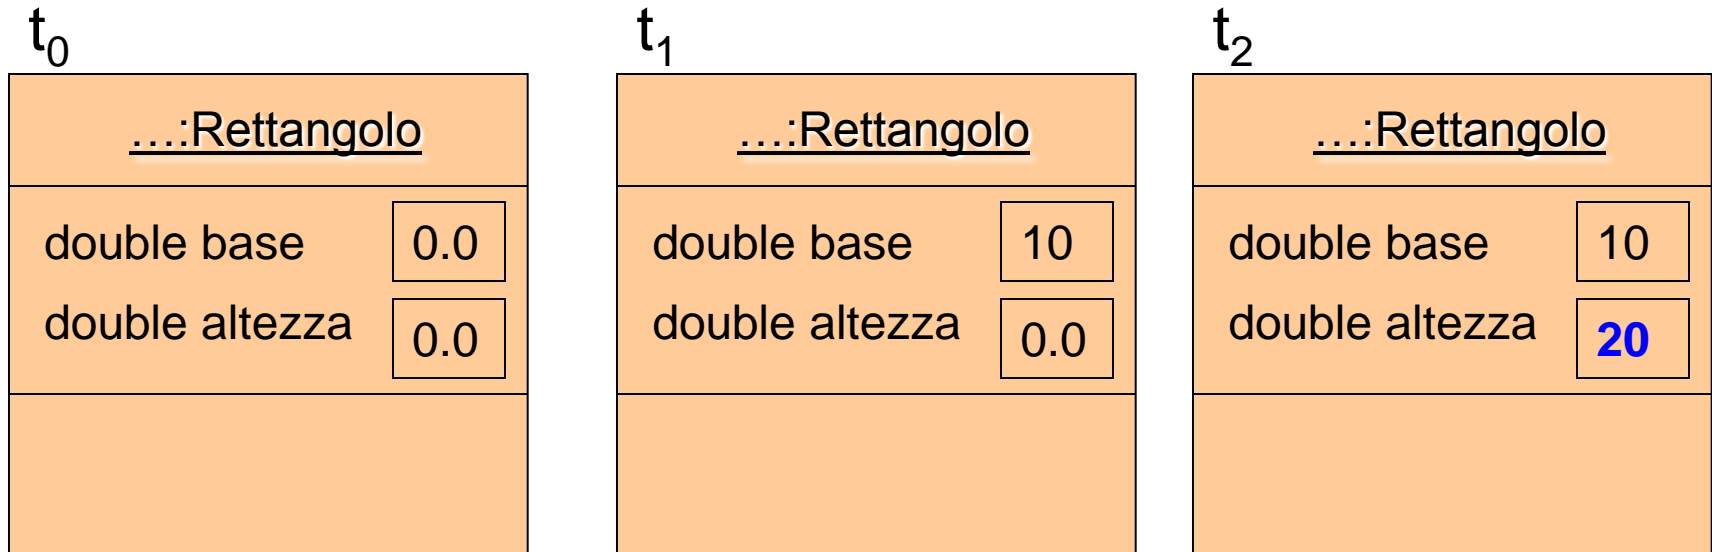 t0
…:Rettangolo
double base 0.0
double altezza 0.0
t1
…:Rettangolo
double base 10
double altezza 0.0
t2
…:Rettangolo
double base 10
double altezza 20